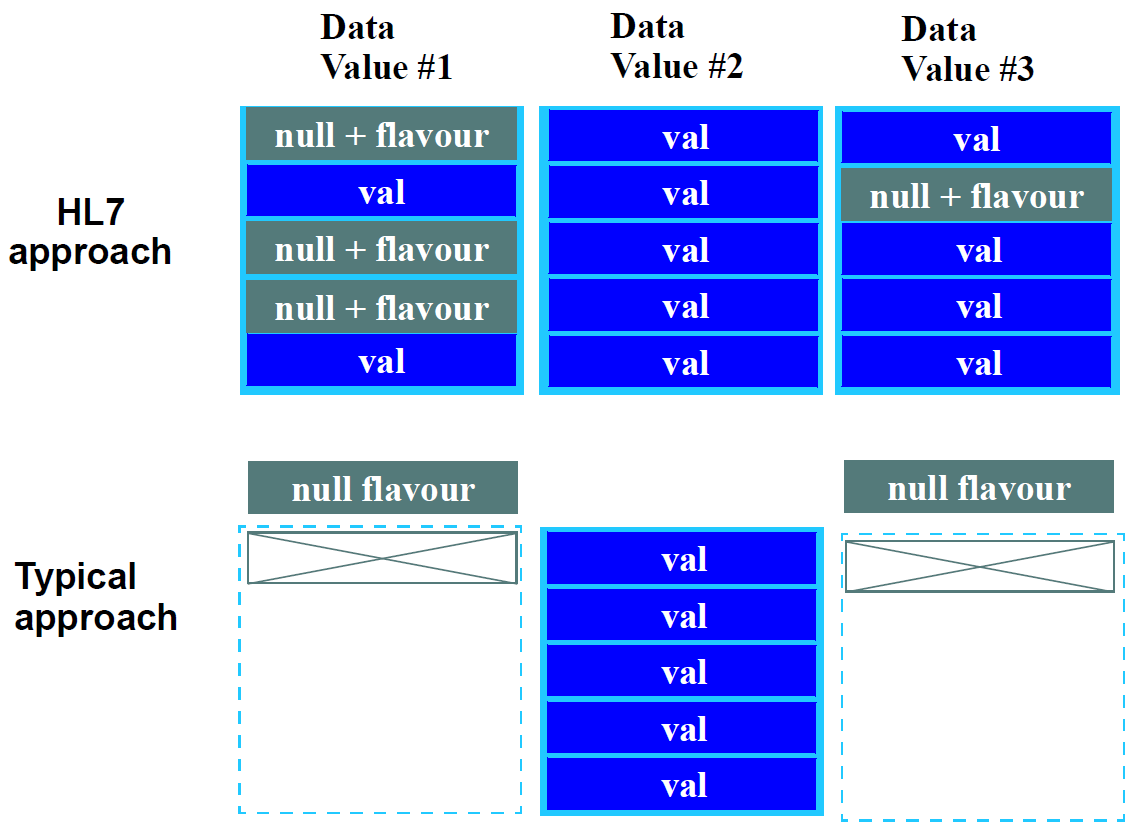 Data
Value #1
Data
Value #2
Data
Value #3
HL7
approach
null + flavour
val
null + flavour
null + flavour
val
val
val
val
val
val
val
null + flavour
val
val
val
Typical
approach
null flavour
val
val
val
val
val
null flavour